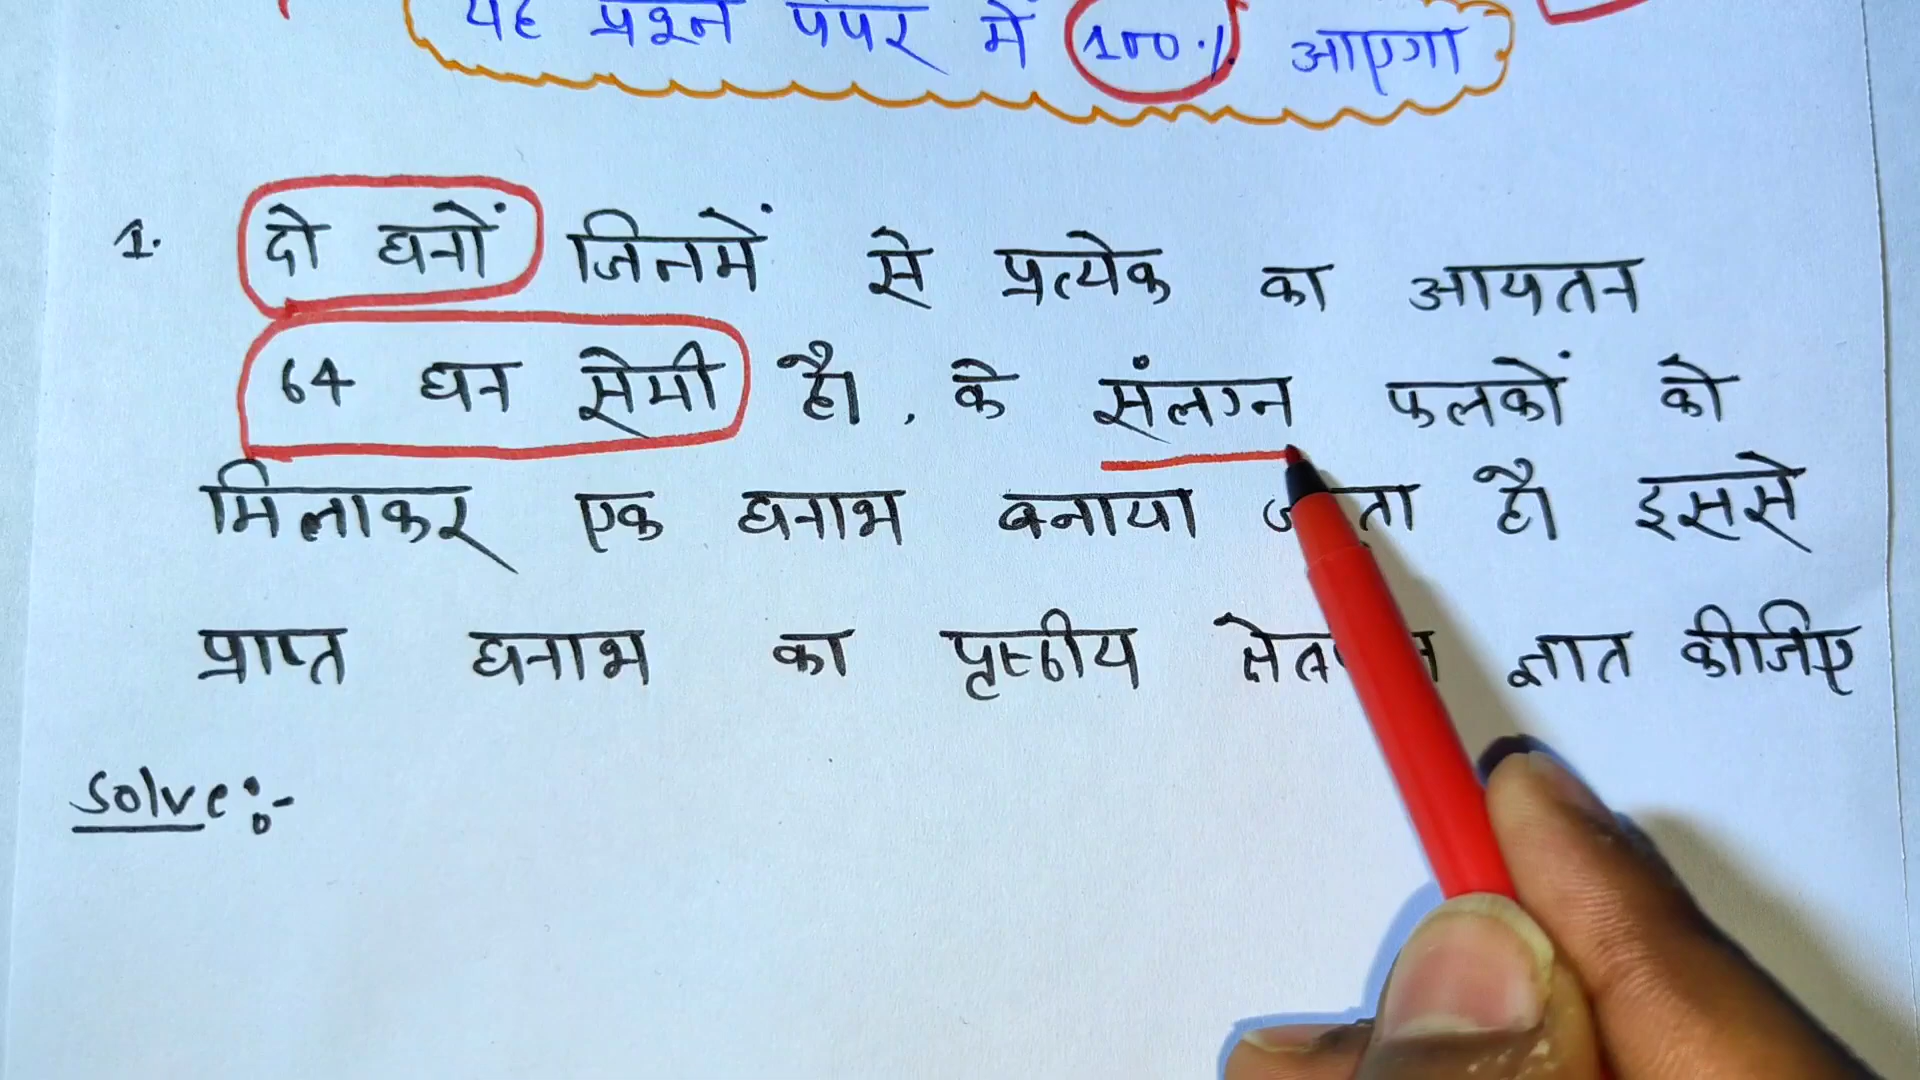 यह प्रश्न पेपर में 100% आएगा
1. दो घनों जिनमें से प्रत्येक का आयतन
64 घन सेमी है, के संलग्न फलकों को
मिलाकर एक घनाभ बनाया जाता है। इससे
प्राप्त घनाभ का पृष्ठीय ज्ञात कीजिए
Solve:-